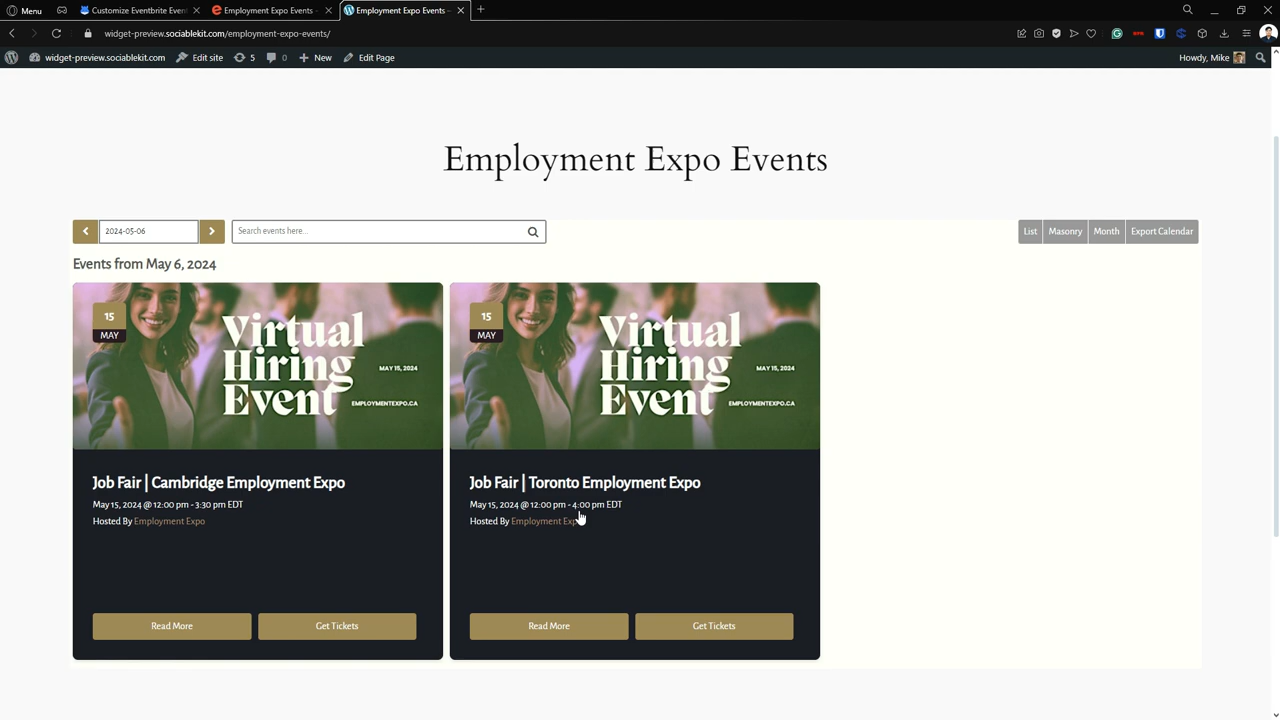 Menu
Customize Eventbrite Even
Employment Expo Events -
Employment Expo Events –
widget-preview.sociablekit.com/employment-expo-events/
widget-preview.sociablekit.com
Edit site
5
0
New
Edit Page
Howdy, Mike
Employment Expo Events
2024-05-06
Search events here...
List
Masonry
Month
Export Calendar
Events from May 6, 2024
15
MAY
Virtual
Hiring
Event
MAY 15, 2024
EMPLOYMENTEXPO.CA
Job Fair | Cambridge Employment Expo
May 15, 2024 @ 12:00 pm - 3:30 pm EDT
Hosted By Employment Expo
Read More
Get Tickets
15
MAY
Virtual
Hiring
Event
MAY 15, 2024
EMPLOYMENTEXPO.CA
Job Fair | Toronto Employment Expo
May 15, 2024 @ 12:00 pm - 4:00 pm EDT
Hosted By Employment Expo
Read More
Get Tickets